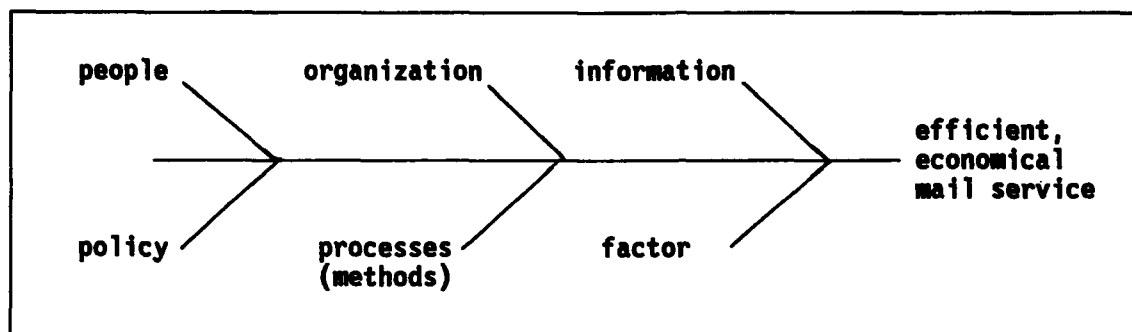 people
organization
information
efficient,
economical
mail service
policy
processes
(methods)
factor